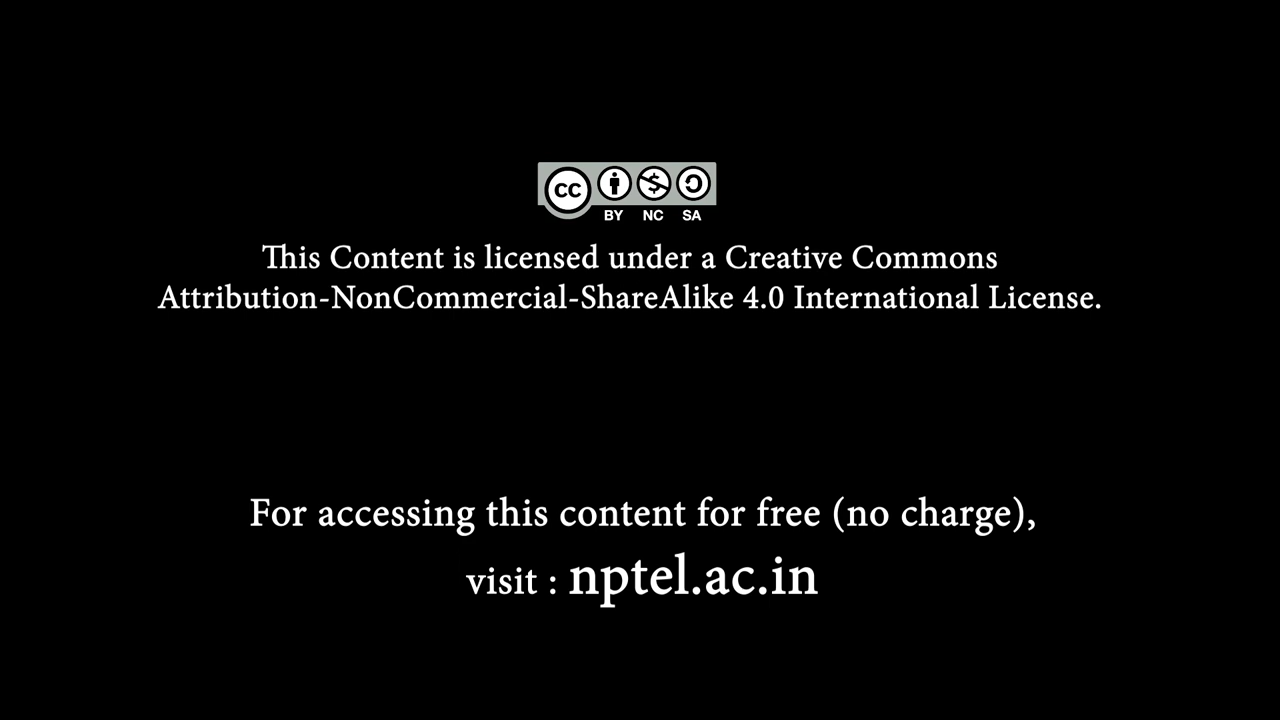 cc
BY NC SA
This Content is licensed under a Creative Commons
Attribution-NonCommercial-ShareAlike 4.0 International License.
For accessing this content for free (no charge),
visit : nptel.ac.in